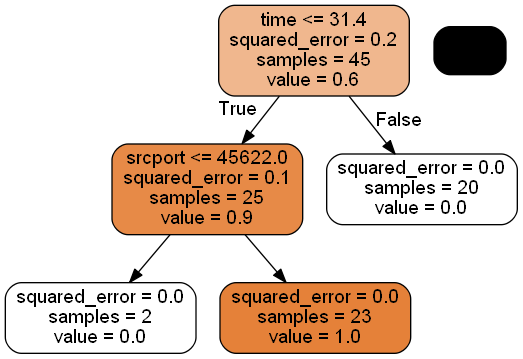 time <= 31.4
squared_error = 0.2
samples = 45
value = 0.6
True
False
srcport <= 45622.0
squared_error = 0.1
samples = 25
value = 0.9
squared_error = 0.0
samples = 20
value = 0.0
squared_error = 0.0
samples = 2
value = 0.0
squared_error = 0.0
samples = 23
value = 1.0